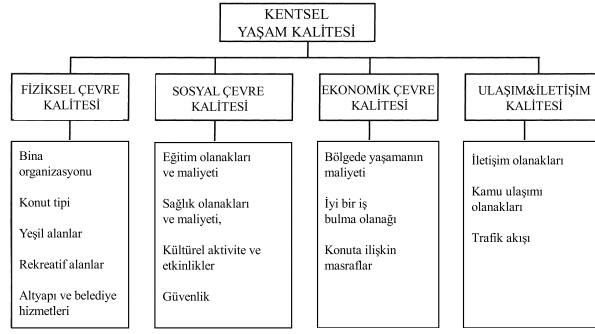 KENTSEL
YAŞAM KALİTESİ
FİZİKSEL ÇEVRE
KALİTESİ
Bina
organizasyonu
Konut tipi
Yeşil alanlar
Rekreatif alanlar
Altyapı ve belediye
hizmetleri
SOSYAL ÇEVRE
KALİTESİ
Eğitim olanakları
ve maliyeti
Sağlık olanakları
ve maliyeti,
Kültürel aktivite ve
etkinlikler
Güvenlik
EKONOMİK ÇEVRE
KALİTESİ
Bölgede yaşamanın
maliyeti
İyi bir iş
bulma olanağı
Konuta ilişkin
masraflar
ULAŞIM&İLETİŞİM
KALİTESİ
İletişim olanakları
Kamu ulaşımı
olanakları
Trafik akışı